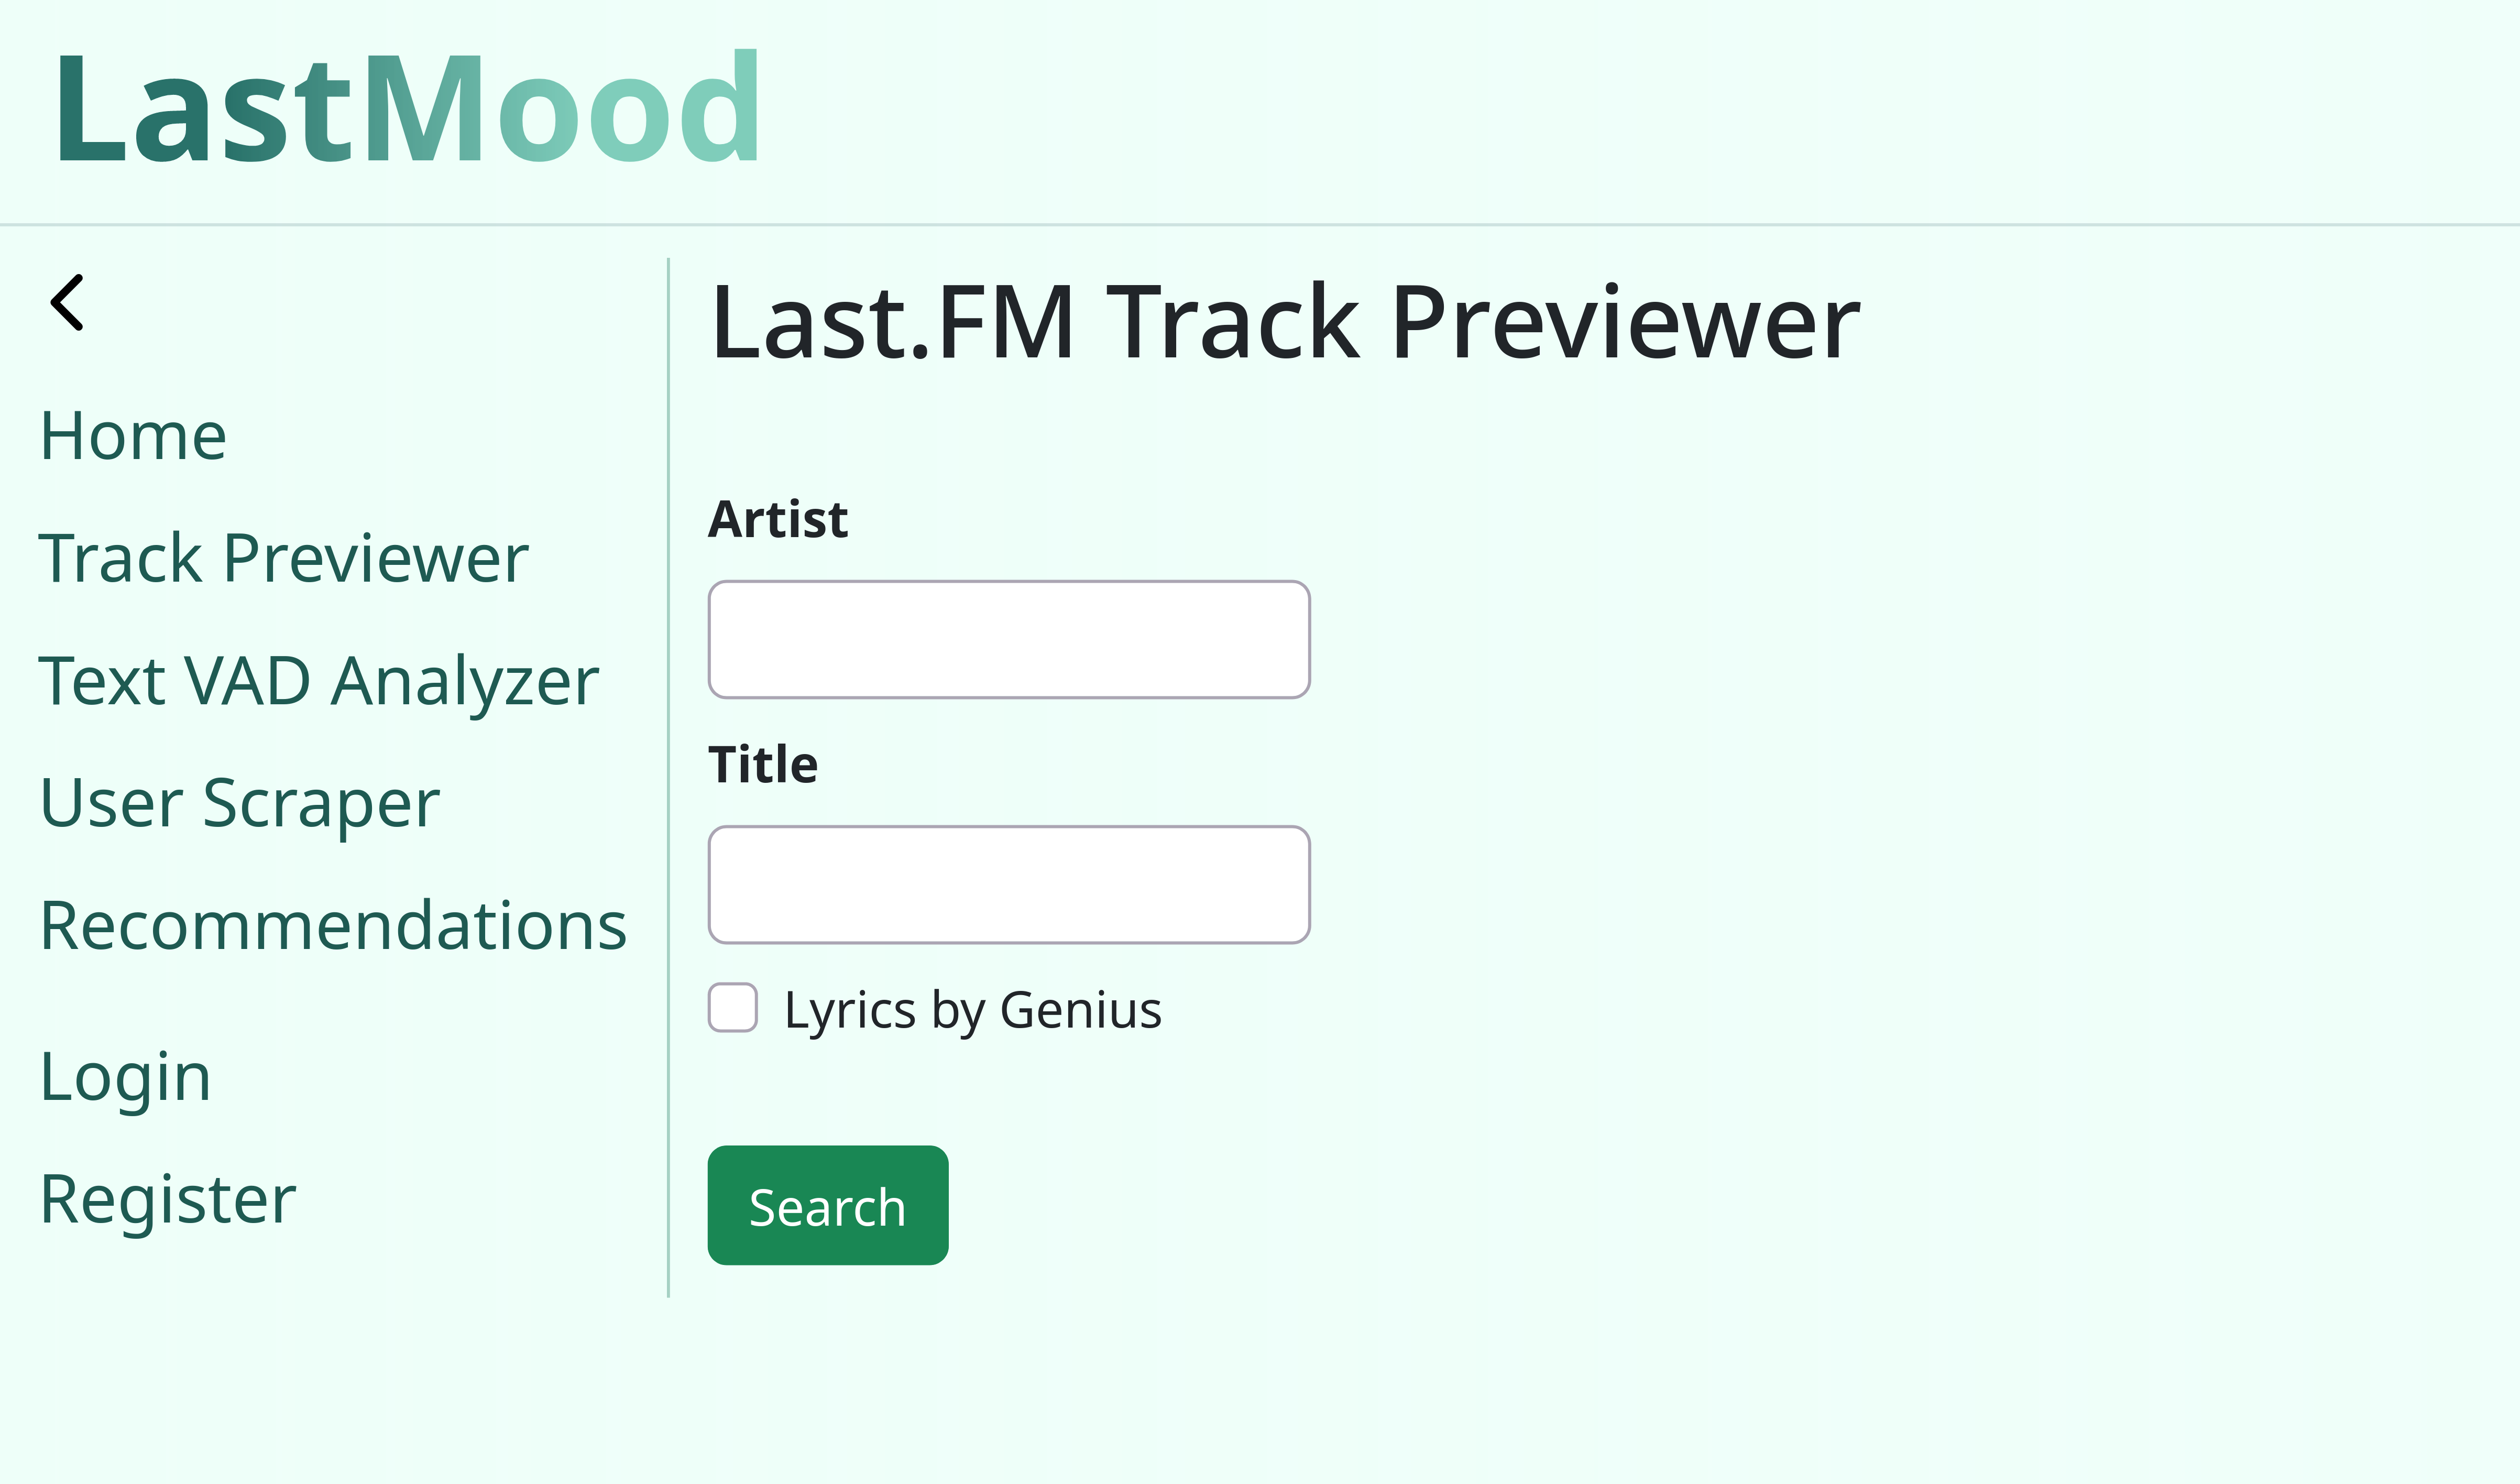 LastMood
Home
Track Previewer
Text VAD Analyzer
User Scraper
Recommendations
Login
Register
Last.FM Track Previewer
Artist
Title
Lyrics by Genius
Search